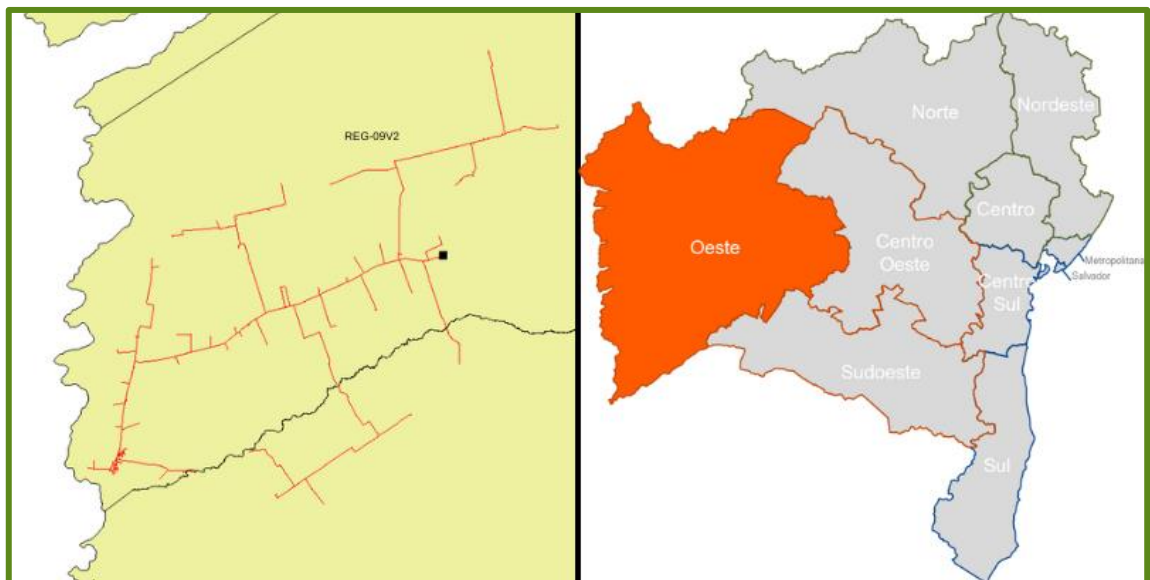 REG-09V2
Norte
Nordeste
Centro
Oeste
Centro
Oeste
Metropolitana
Salvador
Centro
Sul
Sudoeste
Sul